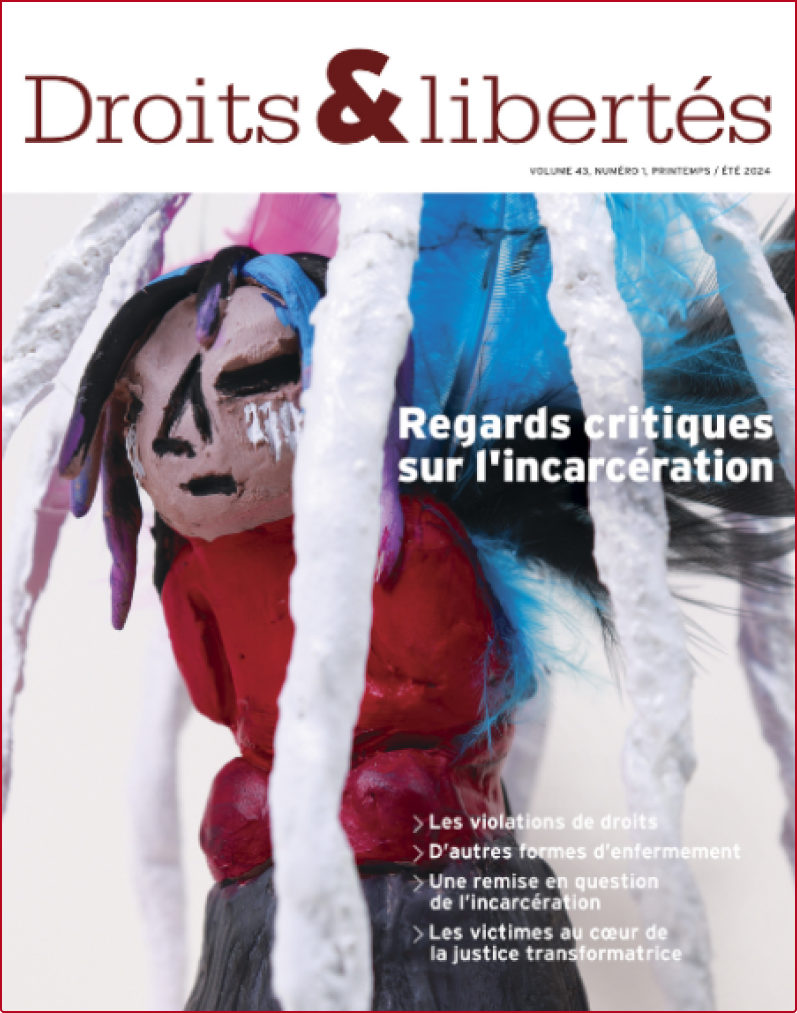 Droits & libertés
VOLUME 43, NUMÉRO 1, PRINTEMPS / ÉTÉ 2024
Regards critiques
sur l'incarcération
Les violations de droits
D'autres formes d'enfermement
Une remise en question
de l'incarcération
Les victimes au cœur de
la justice transformatrice